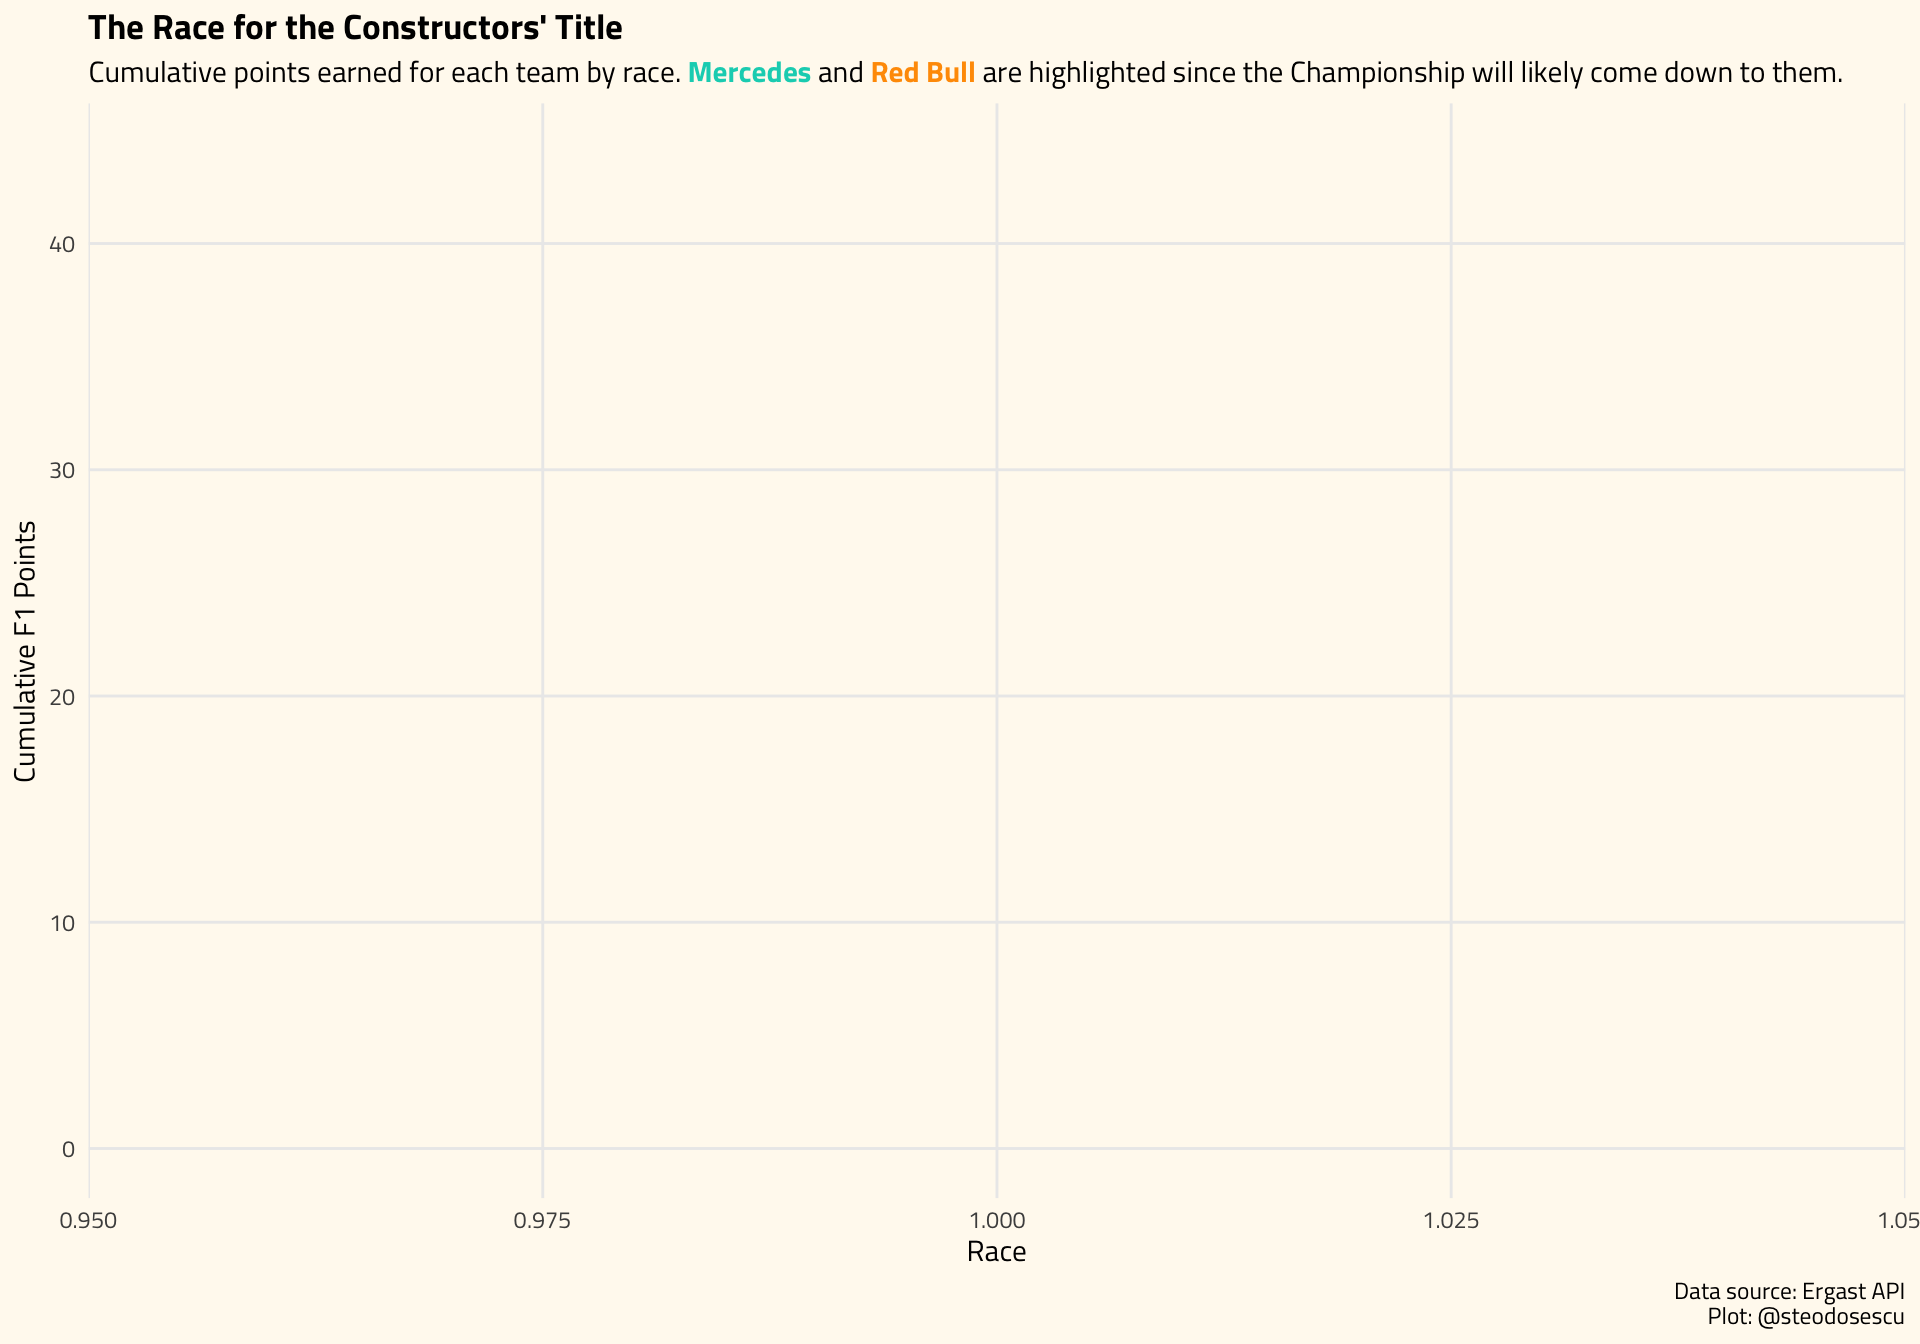 The Race for the Constructors' Title
Cumulative points earned for each team by race. Mercedes and Red Bull are highlighted since the Championship will likely come down to them.
Cumulative F1 Points
40
30
20
10
0
0.950 0.975 1.000 1.025 1.05
Race
Data source: Ergast API
Plot: @steodosescu